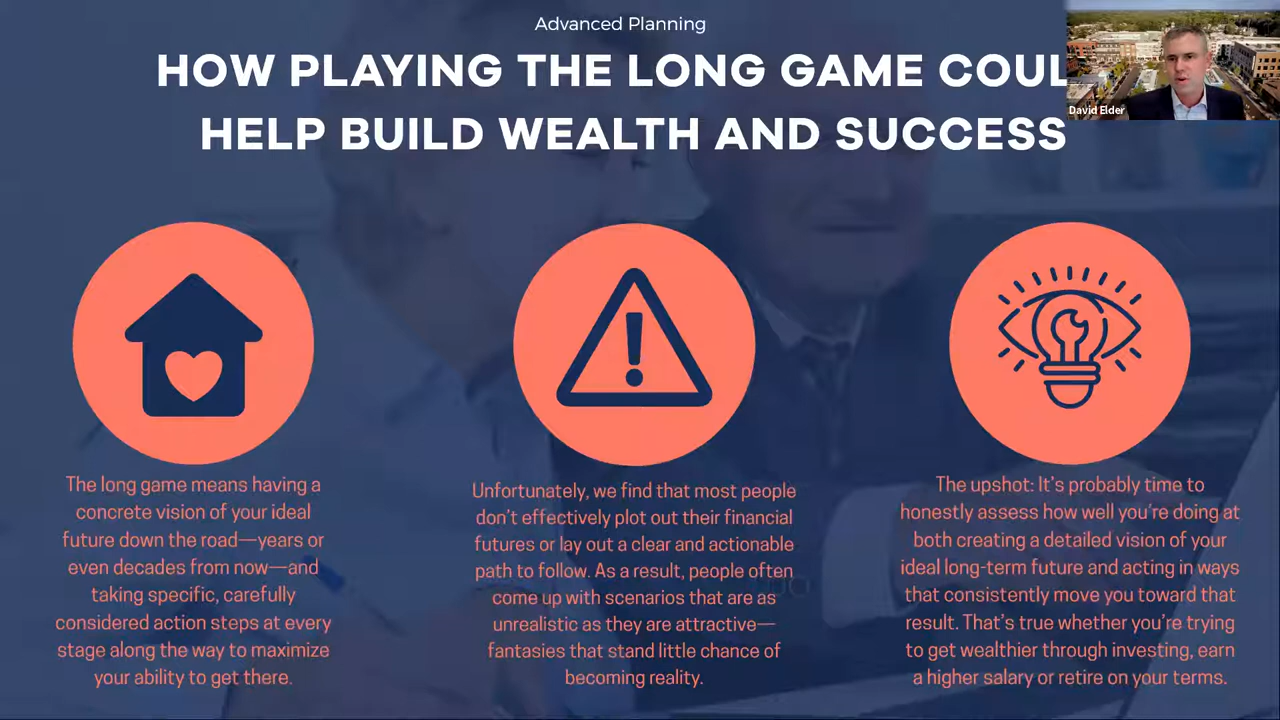 Advanced Planning
HOW PLAYING THE LONG GAME COUL
HELP BUILD WEALTH AND SUCCESS
David Elder
The long game means having a
concrete vision of your ideal
future down the road—years or
even decades from now—and
taking specific, carefully
considered action steps at every
stage along the way to maximize
your ability to get there.
Unfortunately, we find that most people
don't effectively plot out their financial
futures or lay out a clear and actionable
path to follow. As a result, people often
come up with scenarios that are as
unrealistic as they are attractive—
fantasies that stand little chance of
becoming reality.
The upshot: It's probably time to
honestly assess how well you're doing at
both creating a detailed vision of your
ideal long-term future and acting in ways
that consistently move you toward that
result. That's true whether you're trying
to get wealthier through investing, earn
a higher salary or retire on your terms.